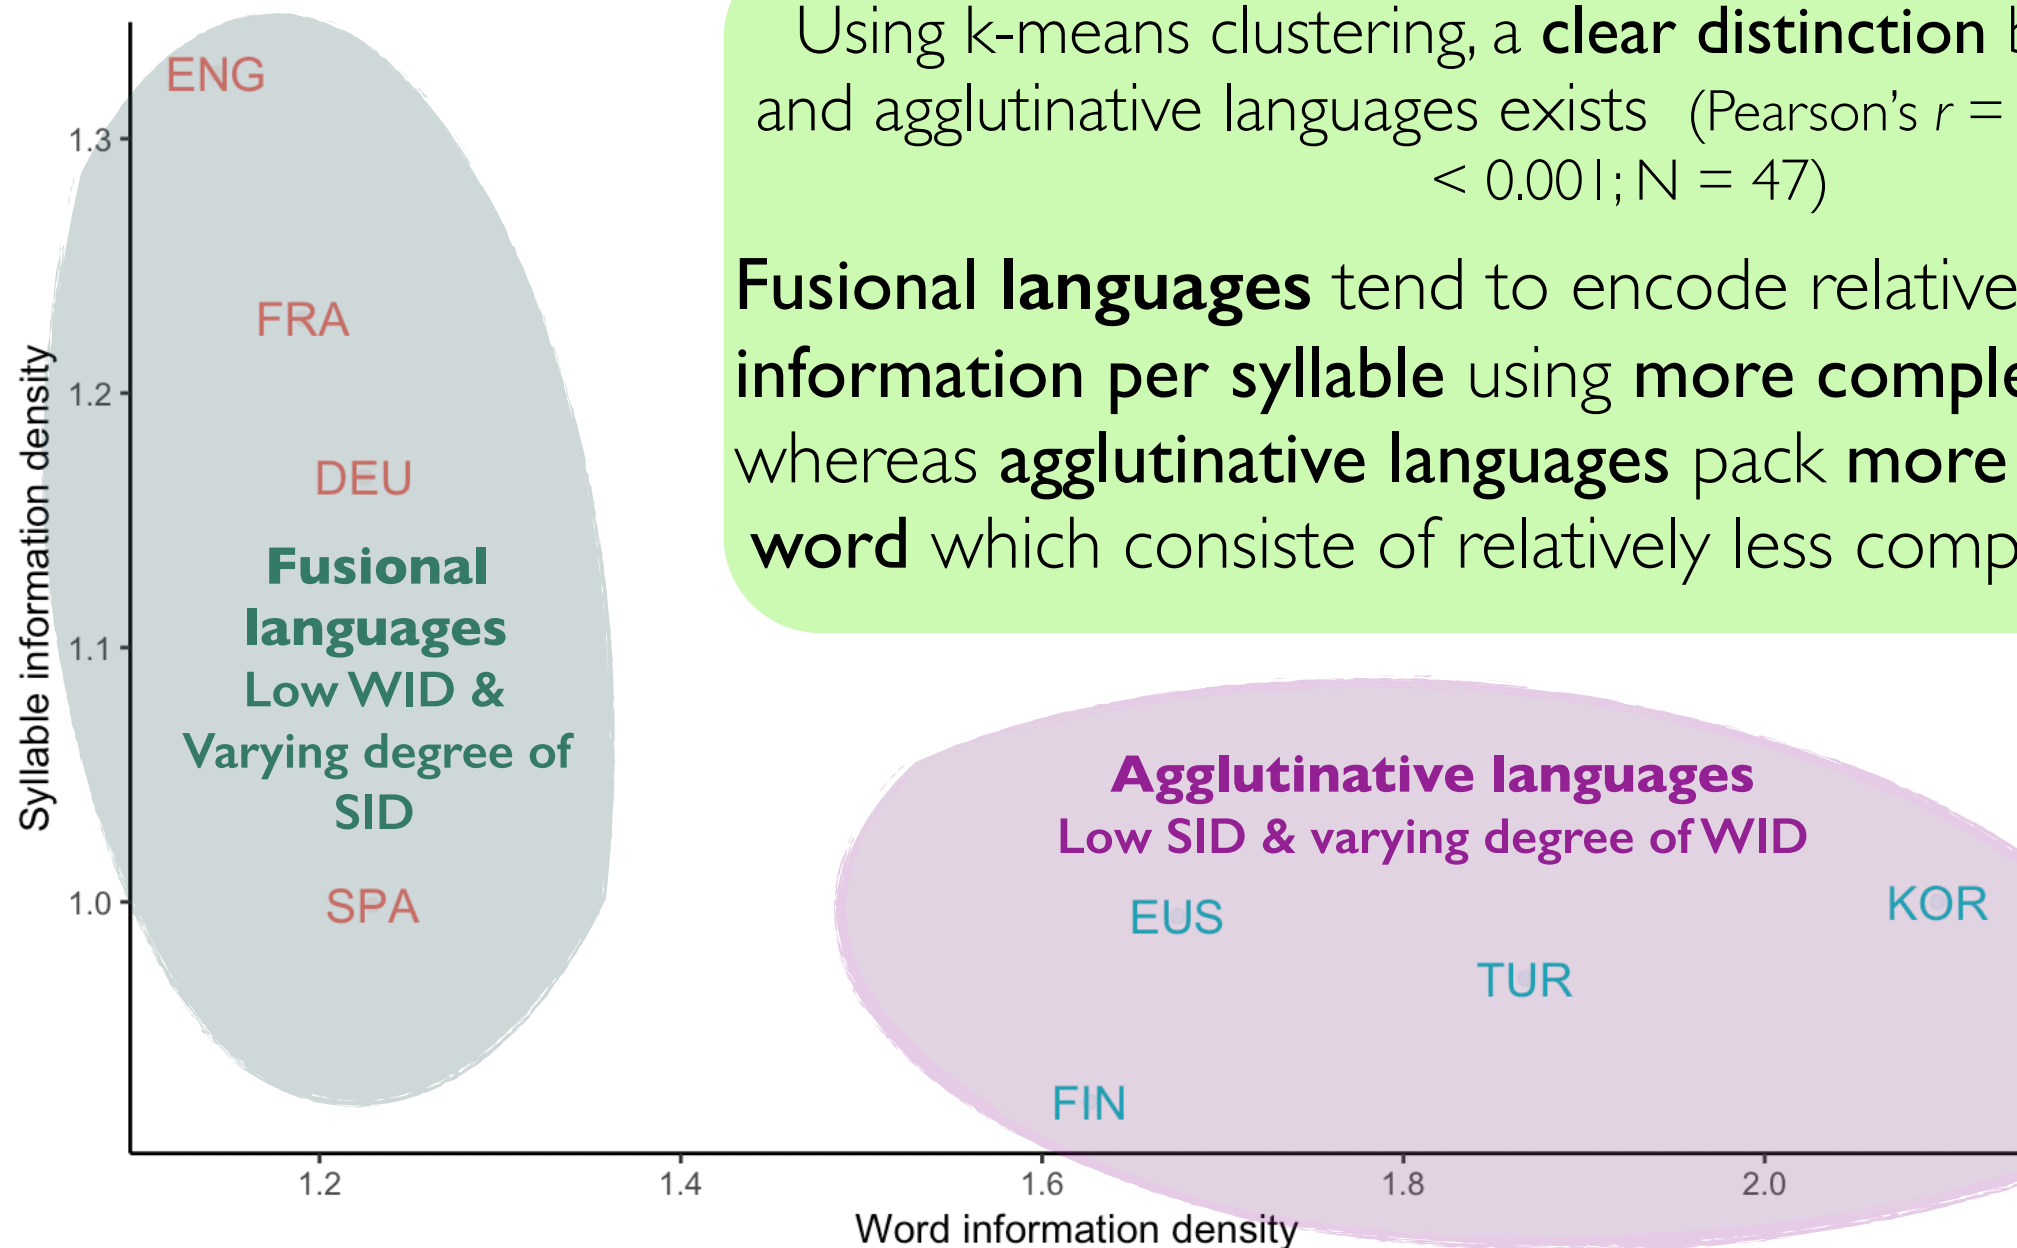 Using k-means clustering, a clear distinction
and agglutinative languages exists (Pearson's r =
< 0.001; N = 47)
Fusional languages tend to encode relative
information per syllable using more comple
whereas agglutinative languages pack more
word which consiste of relatively less comp
ENG
1.3
FRA
1.2
DEU
Syllable information density
Fusional
languages
Low WID &
Varying degree of
SID
1.1
Agglutinative languages
Low SID & varying degree of WID
1.0
SPA
EUS
KOR
TUR
FIN
1.2 1.4 1.6 1.8 2.0
Word information density